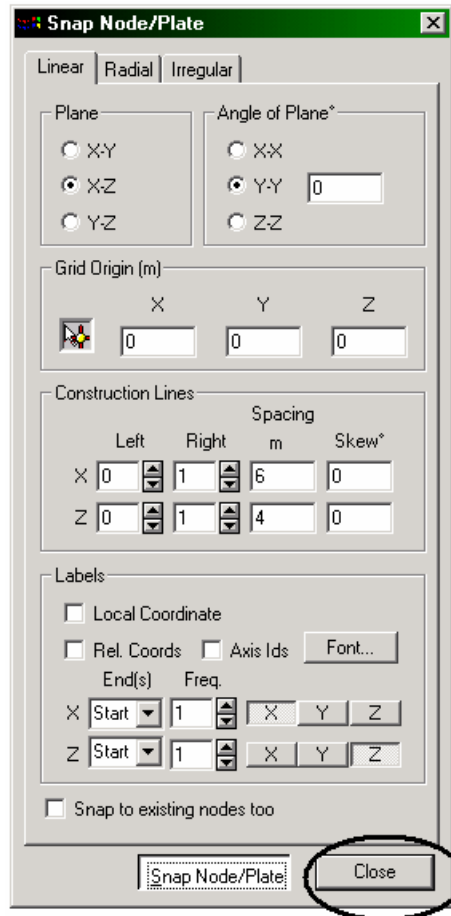 Snap Node/Plate
Linear Radial Irregular
Plane
X-Y
X-Z
Y-Z
Angle of Plane°
X-X
Y-Y 0
Z-Z
Grid Origin (m)
X Y Z
0 0 0
Construction Lines
Spacing
Left Right m Skew°
X 0 1 6 0
Z 0 1 4 0
Labels
Local Coordinate
Rel. Coords Axis Ids Font...
End(s) Freq.
X Start 1 X Y Z
Z Start 1 X Y Z
Snap to existing nodes too
Snap Node/Plate Close